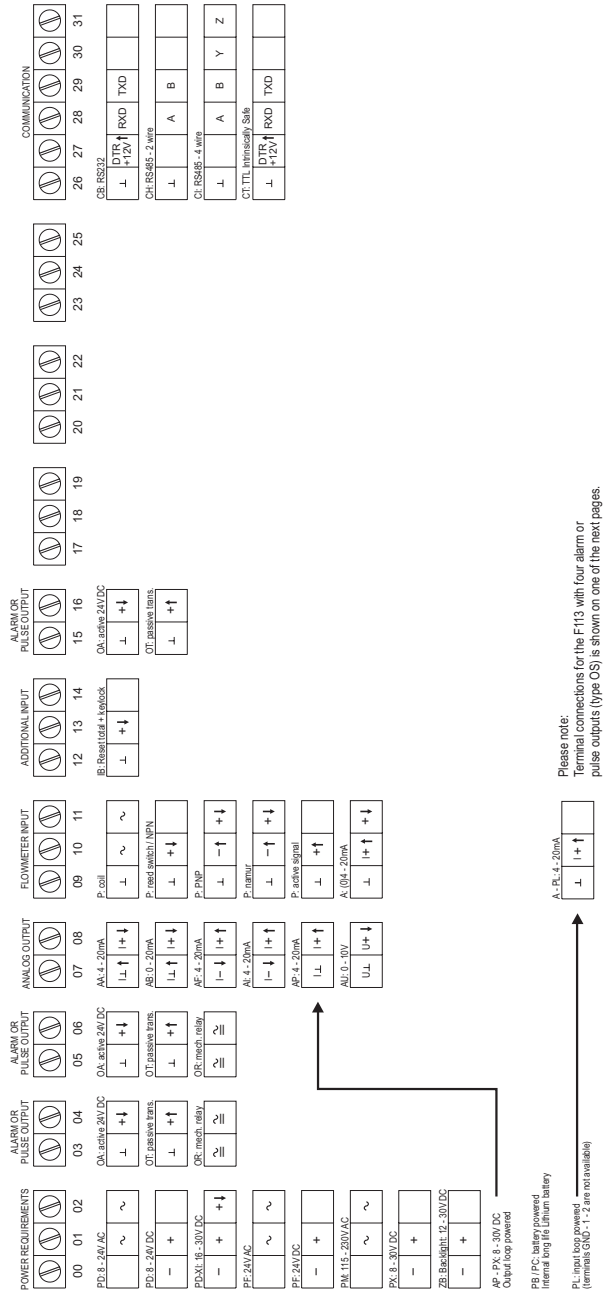 POWER REQUIREMENTS
00 01 02
PD: 8 - 24V AC
~ ~
PD: 8 - 24V DC
− +
PD-XI: 16 - 30V DC
− + +↓
PF: 24V AC
~ ~
PF: 24V DC
− +
PM: 115 - 230V AC
~ ~
PX: 8 - 30V DC
− +
ZB: Backlight: 12 - 30V DC
− +
AP - PX: 8 - 30V DC
Output loop powered
PB / PC: battery powered
Internal long life Lithium battery
PL: input loop powered
(terminals GND - 1 - 2 are not available)
ALARM OR
PULSE OUTPUT
03 04
OA: active 24V DC
⊥ +↓
OT: passive trans.
⊥ +↑
OR: mech. relay
ALARM OR
PULSE OUTPUT
05 06
OA: active 24V DC
⊥ +↓
OT: passive trans.
⊥ +↑
OR: mech. relay
ANALOG OUTPUT
07 08
AA: 4 - 20mA
I⊥↑ I+↓
AB: 0 - 20mA
I⊥↑ I+↓
AF: 4 - 20mA
I−↓ I+↑
AI: 4 - 20mA
I−↓ I+↑
AP: 4 - 20mA
I⊥ I+↑
AU: 0 - 10V
U⊥ U+↓
FLOWMETER INPUT
09 10 11
P: coil
⊥ ~ ~
P: reed switch / NPN
⊥ +↓
P: PNP
⊥ −↑ +↓
P: namur
⊥ −↑ +↓
P: active signal
⊥ +↑
A: (0)4 - 20mA
⊥ I+↑ +↓
A - PL: 4 - 20mA
⊥ I+↑
ADDITIONAL INPUT
12 13 14
IB: Reset total + keylock
⊥ +↓
ALARM OR
PULSE OUTPUT
15 16
OA: active 24V DC
⊥ +↓
OT: passive trans.
⊥ +↑
17 18 19
20 21 22
23 24 25
COMMUNICATION
26 27 28 29 30 31
CB: RS232
⊥ DTR +12V↑ RXD TXD
CH: RS485 - 2 wire
⊥ A B
CI: RS485 - 4 wire
⊥ A B Y Z
CT: TTL Intrinsically Safe
⊥ DTR +12V↑ RXD TXD
Please note:
Terminal connections for the F113 with four alarm or
pulse outputs (type OS) is shown on one of the next pages.